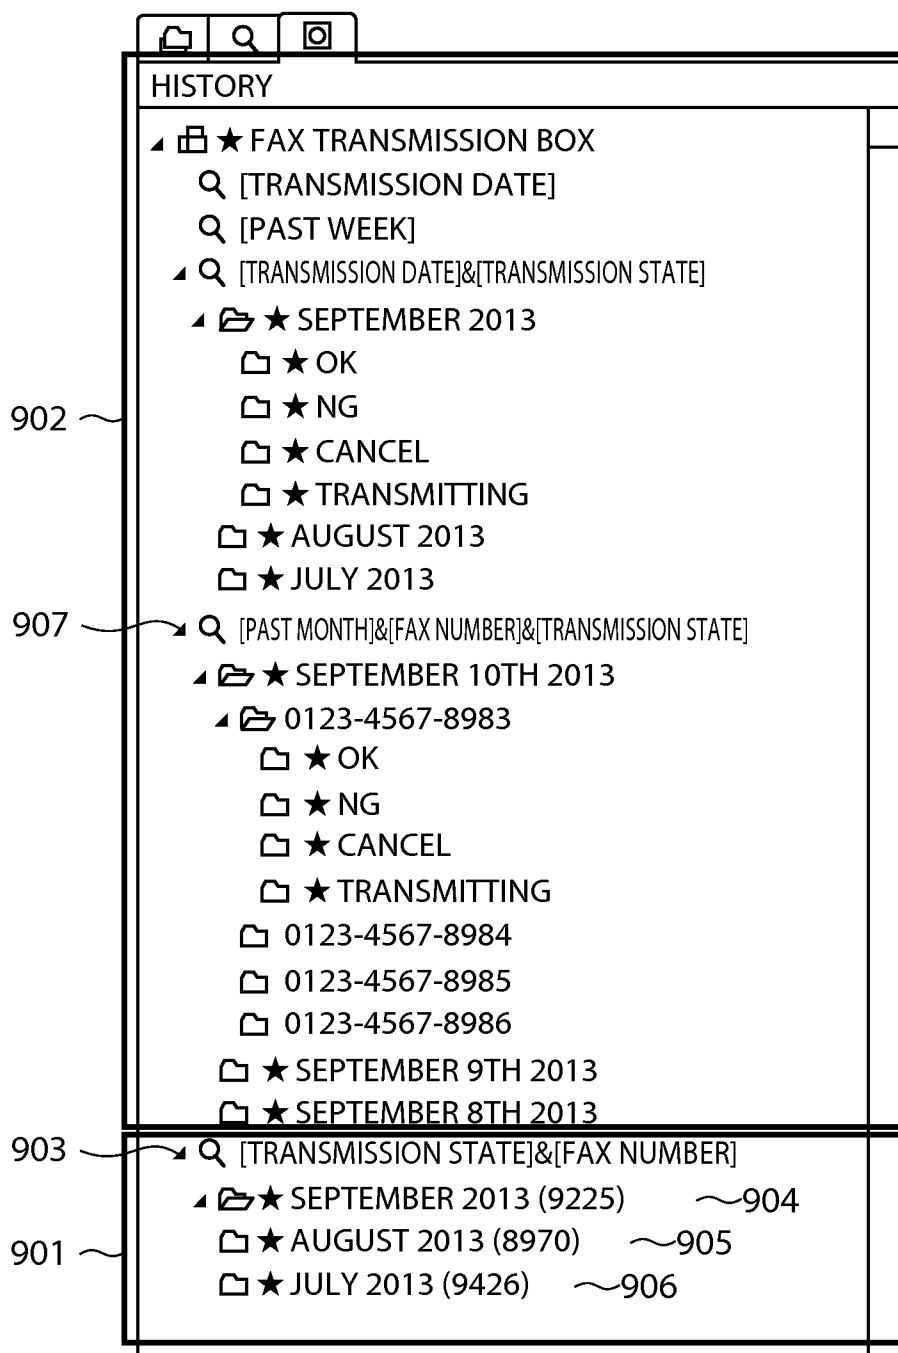 HISTORY
★ FAX TRANSMISSION BOX
[TRANSMISSION DATE]
[PAST WEEK]
[TRANSMISSION DATE]&[TRANSMISSION STATE]
★ SEPTEMBER 2013
★ OK
902 ★ NG
★ CANCEL
★ TRANSMITTING
★ AUGUST 2013
★ JULY 2013
907 [PAST MONTH]&[FAX NUMBER]&[TRANSMISSION STATE]
★ SEPTEMBER 10TH 2013
0123-4567-8983
★ OK
★ NG
★ CANCEL
★ TRANSMITTING
0123-4567-8984
0123-4567-8985
0123-4567-8986
★ SEPTEMBER 9TH 2013
★ SEPTEMBER 8TH 2013
903 [TRANSMISSION STATE]&[FAX NUMBER]
★ SEPTEMBER 2013 (9225) 904
901 ★ AUGUST 2013 (8970) 905
★ JULY 2013 (9426) 906